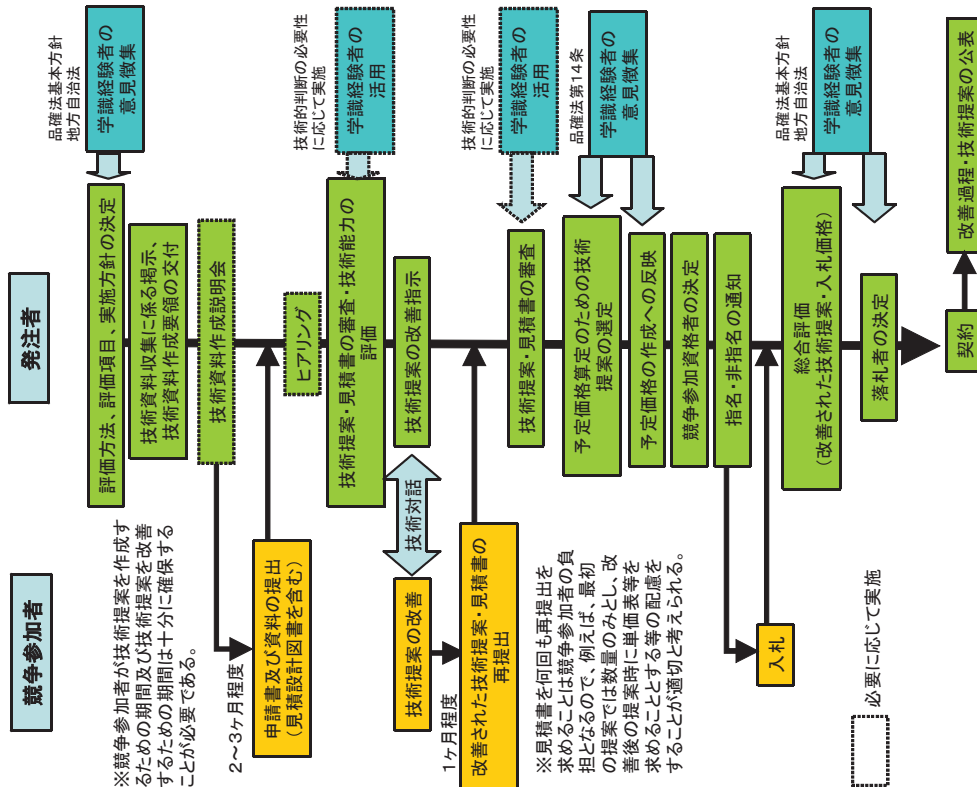 競争参加者
発注者
※競争参加者が技術提案を作成す
るための期間及び技術提案を改善
するための期間は十分に確保する
ことが必要である。
評価方法、評価項目、実施方針の決定
品確法基本方針
地方自治法
学識経験者の
意見徴集
技術資料収集に係る掲示、
技術資料作成要領の交付
技術資料作成説明会
2～3ヶ月程度
申請書及び資料の提出
(見積設計図書を含む)
ヒアリング
技術提案・見積書の審査・技術能力の
評価
技術的判断の必要性
に応じて実施
学識経験者の
活用
技術提案の改善
技術対話
技術提案の改善指示
1ヶ月程度
改善された技術提案・見積書の
再提出
技術提案・見積書の審査
技術的判断の必要性
に応じて実施
学識経験者の
活用
※見積書を何回も再提出を
求めることは競争参加者の負
担となるので、例えば、最初
の提案では数量のみとし、改
善後の提案時に単価表等を
求めることとする等の配慮を
することが適切と考えられる。
予定価格算定のための技術
提案の選定
品確法第14条
学識経験者の
意見徴集
予定価格の作成への反映
競争参加資格者の決定
指名・非指名の通知
入札
総合評価
(改善された技術提案・入札価格)
品確法基本方針
地方自治法
学識経験者の
意見徴集
落札者の決定
必要に応じて実施
契約
改善過程・技術提案の公表